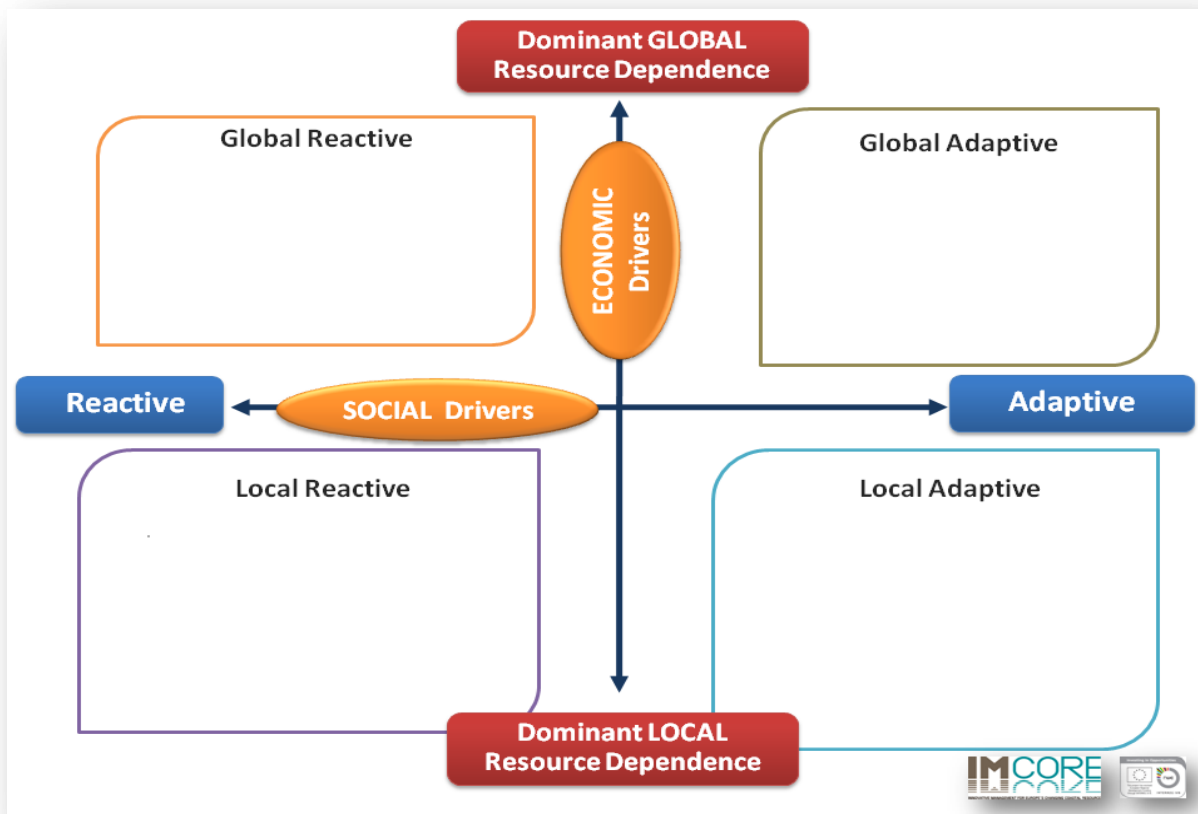 Dominant GLOBAL
Resource Dependence
Global Reactive
Global Adaptive
ECONOMIC
Drivers
Reactive
SOCIAL Drivers
Adaptive
Local Reactive
Local Adaptive
Dominant LOCAL
Resource Dependence
IMCORE